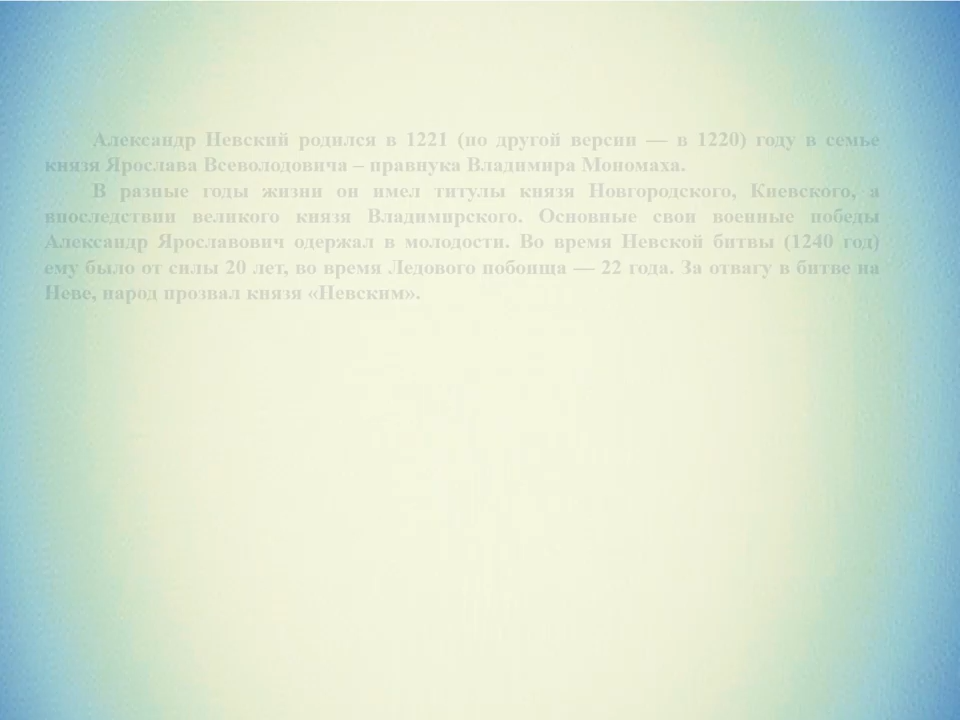 Александр Невский родился в 1221 (по другой версии — в 1220) году в семье
князя Ярослава Всеволодовича – правнука Владимира Мономаха.
В разные годы жизни он имел титулы князя Новгородского, Киевского, а
впоследствии великого князя Владимирского. Основные свои военные победы
Александр Ярославович одержал в молодости. Во время Невской битвы (1240 год)
ему было от силы 20 лет, во время Ледового побоища — 22 года. За отвагу в битве на
Неве, народ прозвал князя «Невским».